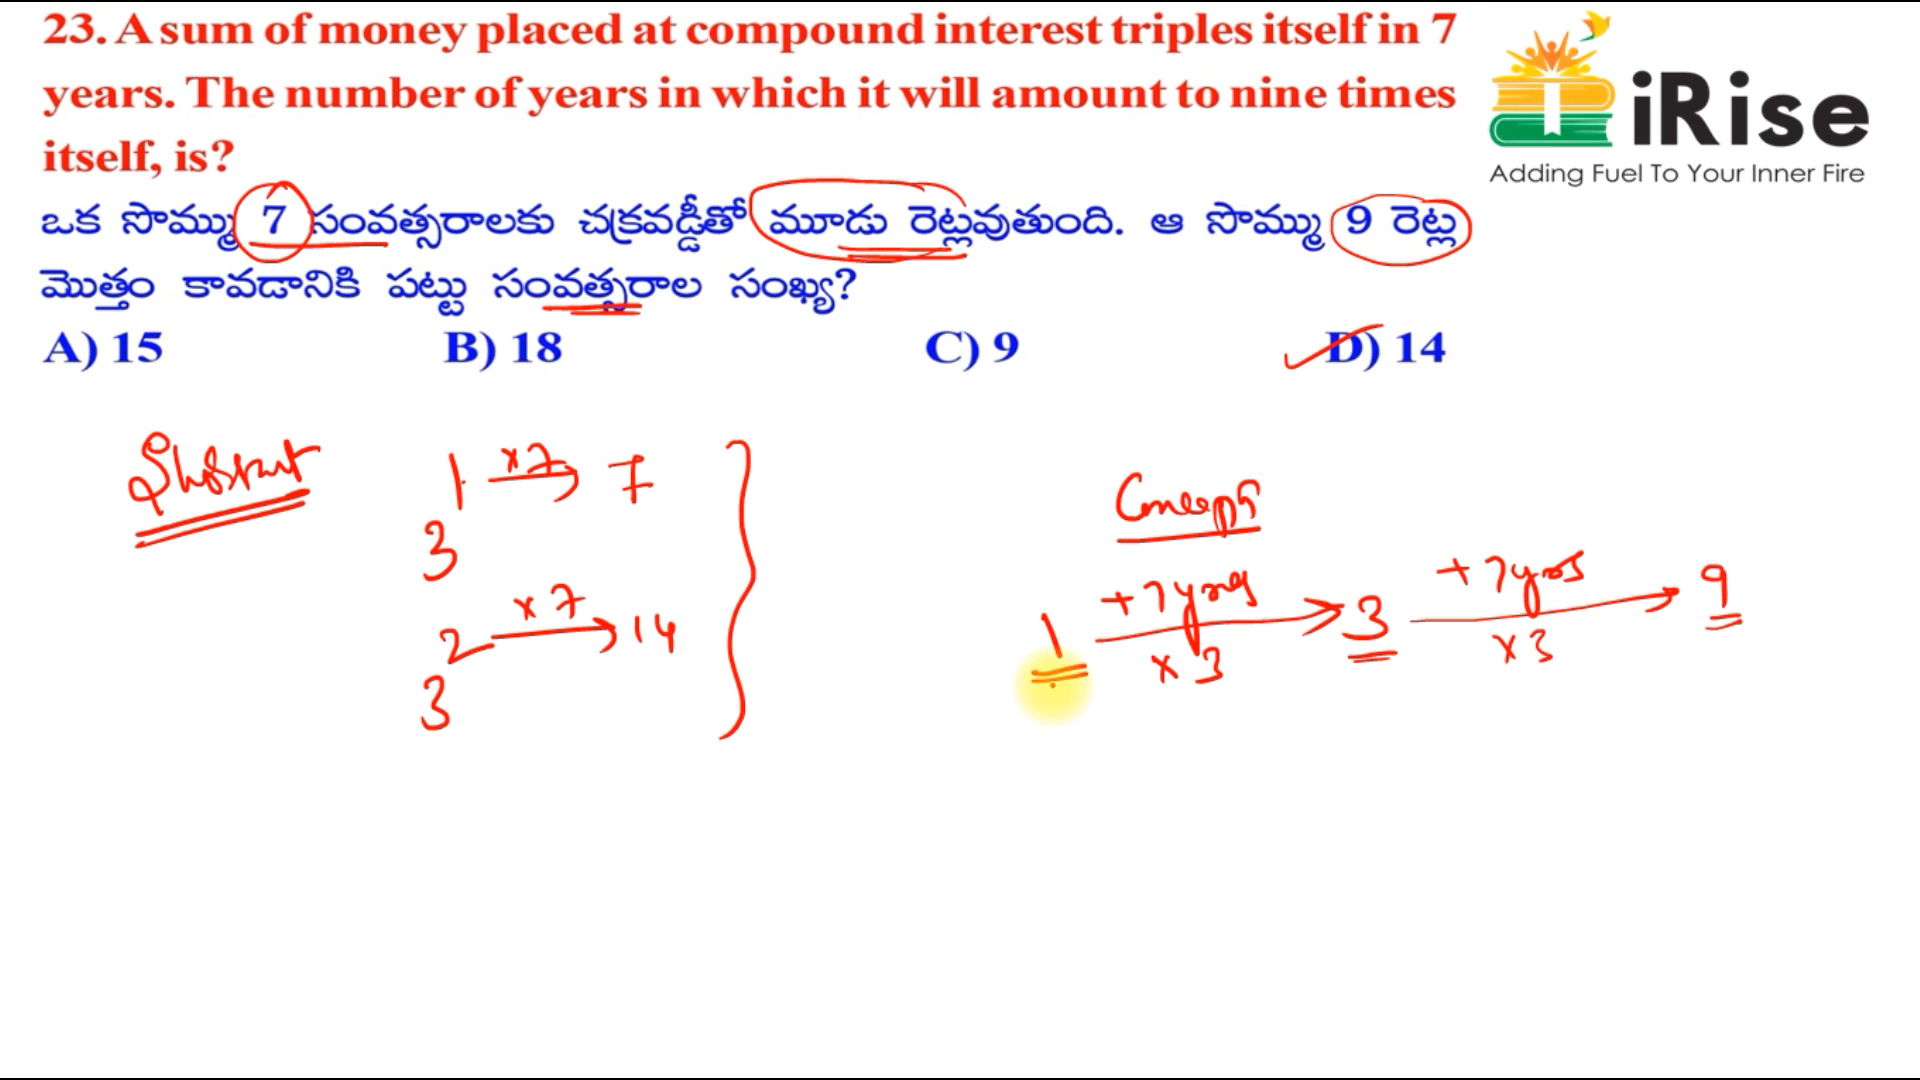 23. A sum of money placed at compound interest triples itself in 7
years. The number of years in which it will amount to nine times
itself, is?
ఒక సొమ్ము 7 సంవత్సరాలకు చక్రవడ్డీతో మూడు రెట్లవుతుంది. ఆ సొమ్ము 9 రెట్ల
మొత్తం కావడానికి పట్టు సంవత్సరాల సంఖ్య?
A) 15 B) 18 C) 9 D) 14
iRise
Adding Fuel To Your Inner Fire
1 ×7 7
3
2 ×7 14
3
Concept
1 +7yrs 3 +7yrs 9
×3 ×3